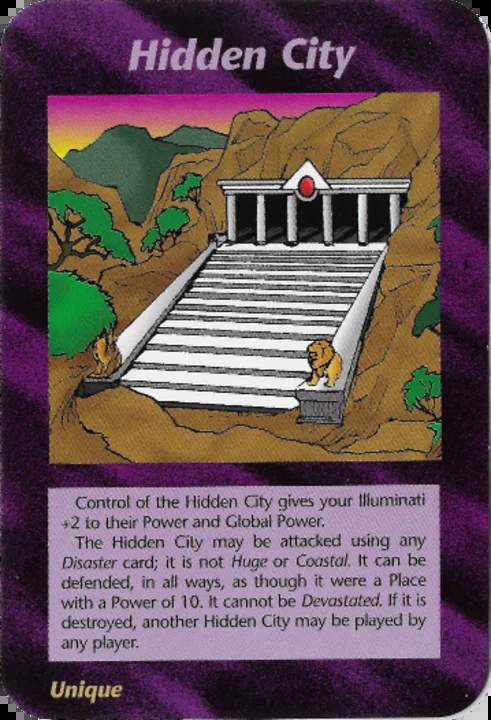 Hidden City
Control of the Hidden City gives your Illuminati
+2 to their Power and Global Power.
The Hidden City may be attacked using any
Disaster card; it is not Huge or Coastal. It can be
defended, in all ways, as though it were a Place
with a Power of 10. It cannot be Devastated. If it is
destroyed, another Hidden City may be played by
any player.
Unique